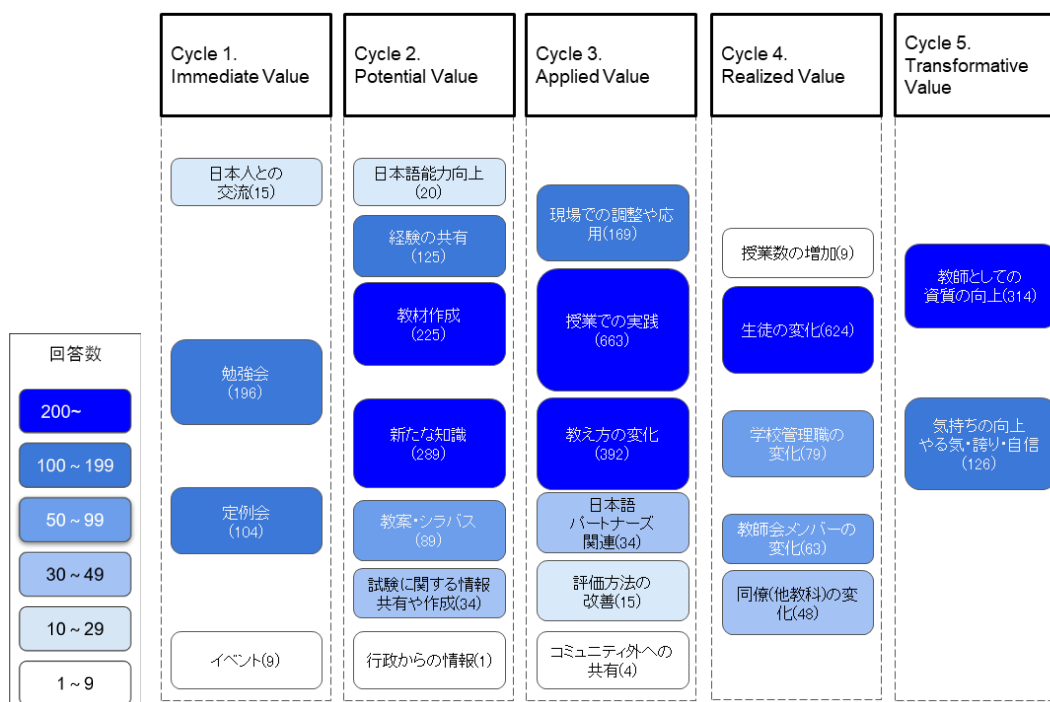 Cycle 1.
Immediate Value
Cycle 2.
Potential Value
Cycle 3.
Applied Value
Cycle 4.
Realized Value
Cycle 5.
Transformative
Value
回答数
200~
100 ~ 199
50 ~ 99
30 ~ 49
10 ~ 29
1 ~ 9
日本人との
交流(15)
勉強会
(196)
定例会
(104)
イベント(9)
日本語能力向上
(20)
経験の共有
(125)
教材作成
(225)
新たな知識
(289)
教案・シラバス
(89)
試験に関する情報
共有や作成(34)
行政からの情報(1)
現場での調整や応
用(169)
授業での実践
(663)
教え方の変化
(392)
日本語
パートナーズ
関連(34)
評価方法の
改善(15)
コミュニティ外への
共有(4)
授業数の増加(9)
生徒の変化(624)
学校管理職の
変化(79)
教師会メンバーの
変化(63)
同僚(他教科)の変
化(48)
教師としての
資質の向上(314)
気持ちの向上
やる気・誇り・自信
(126)